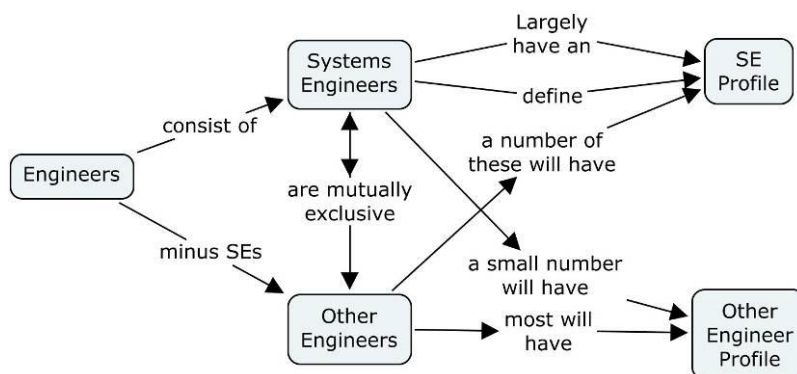 Largely
have an
Systems
Engineers
SE
Profile
define
consist of
a number of
these will have
Engineers
are mutually
exclusive
minus SEs
a small number
will have
Other
Engineers
most will
have
Other
Engineer
Profile